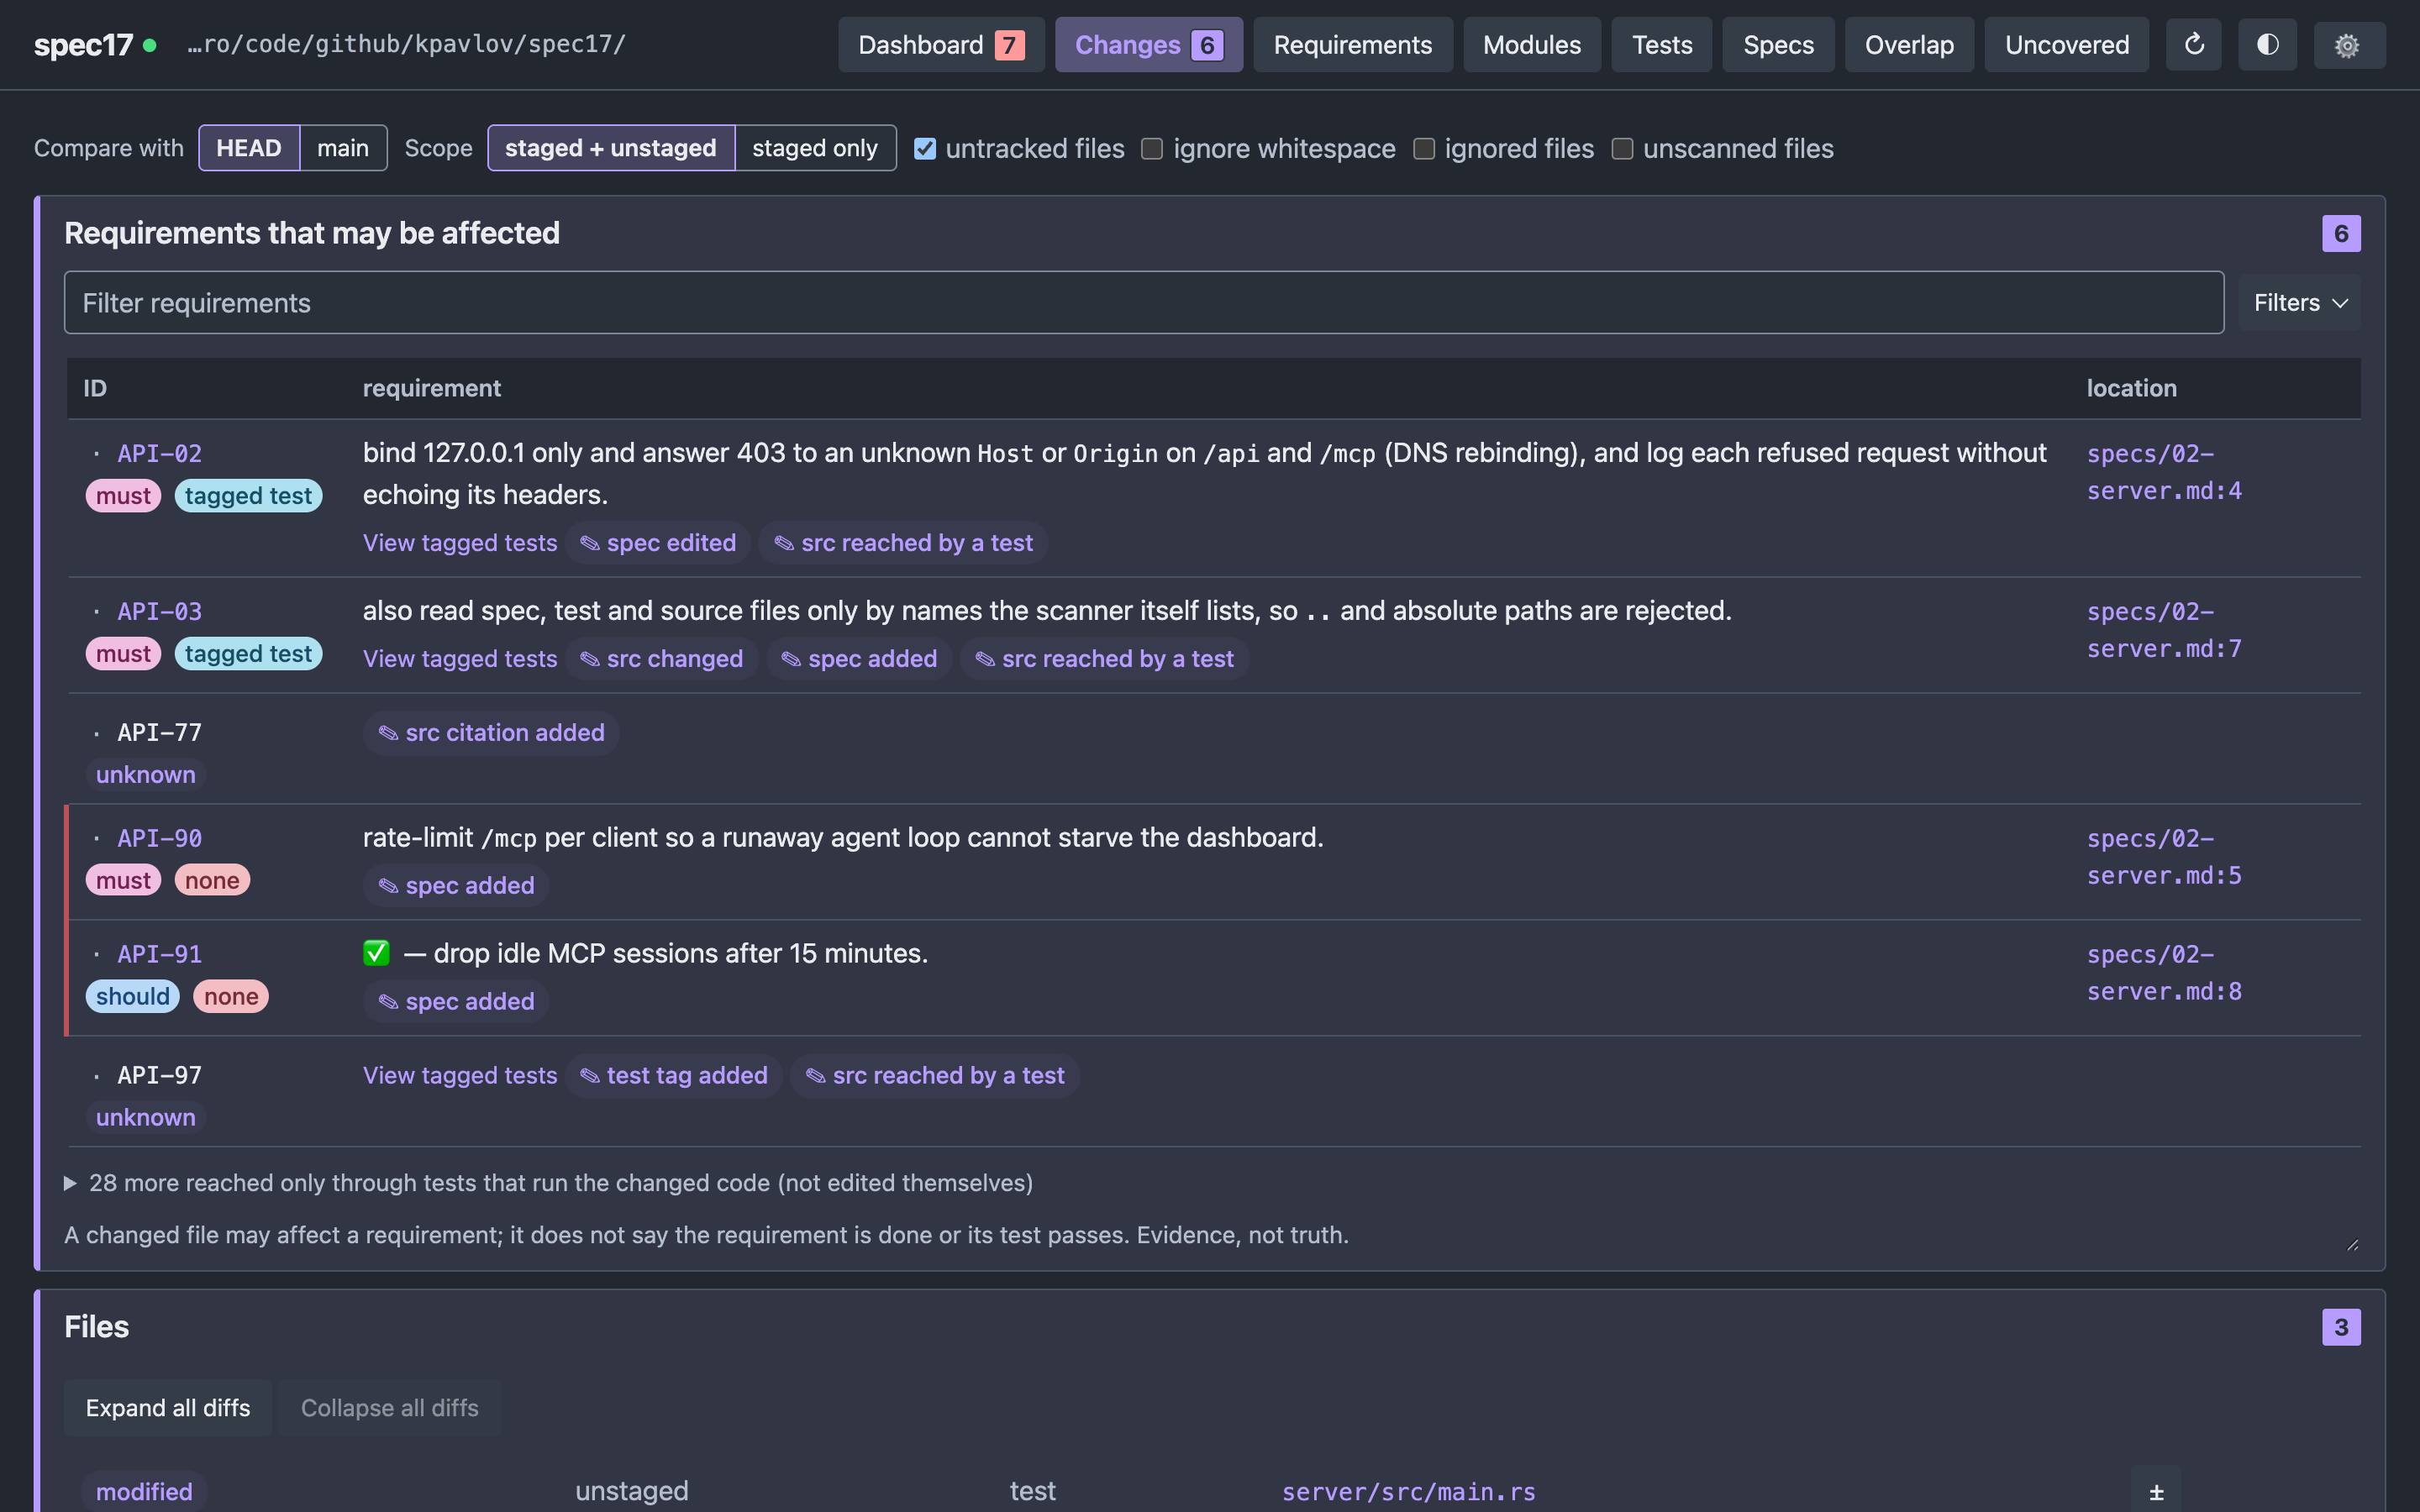 spec17 …ro/code/github/kpavlov/spec17/ Dashboard 7 Changes 6 Requirements Modules Tests Specs Overlap Uncovered
Compare with HEAD main Scope staged + unstaged staged only untracked files ignore whitespace ignored files unscanned files
Requirements that may be affected 6
Filter requirements Filters
ID requirement location
· API-02 bind 127.0.0.1 only and answer 403 to an unknown Host or Origin on /api and /mcp (DNS rebinding), and log each refused request without specs/02-
must tagged test echoing its headers. server.md:4
View tagged tests ✎ spec edited ✎ src reached by a test
· API-03 also read spec, test and source files only by names the scanner itself lists, so .. and absolute paths are rejected. specs/02-
must tagged test View tagged tests ✎ src changed ✎ spec added ✎ src reached by a test server.md:7
· API-77 ✎ src citation added
unknown
· API-90 rate-limit /mcp per client so a runaway agent loop cannot starve the dashboard. specs/02-
must none ✎ spec added server.md:5
· API-91 ✅ — drop idle MCP sessions after 15 minutes. specs/02-
should none ✎ spec added server.md:8
· API-97 View tagged tests ✎ test tag added ✎ src reached by a test
unknown
▶ 28 more reached only through tests that run the changed code (not edited themselves)
A changed file may affect a requirement; it does not say the requirement is done or its test passes. Evidence, not truth.
Files 3
Expand all diffs Collapse all diffs
modified unstaged test server/src/main.rs ±